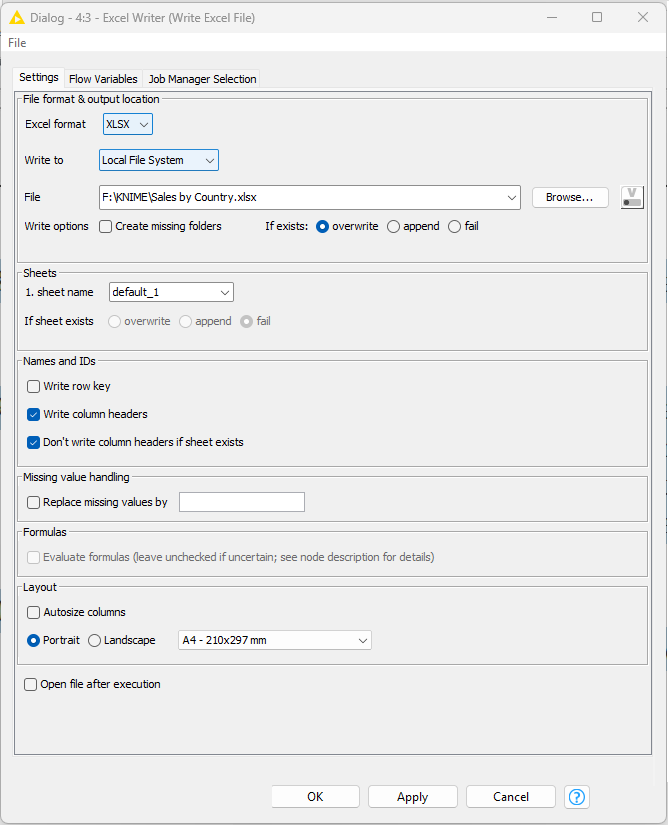 Dialog - 4:3 - Excel Writer (Write Excel File)
File
Settings Flow Variables Job Manager Selection
File format & output location
Excel format XLSX
Write to Local File System
File F:\KNIME\Sales by Country.xlsx Browse... V
Write options Create missing folders If exists: overwrite append fail
Sheets
1. sheet name default_1
If sheet exists overwrite append fail
Names and IDs
Write row key
Write column headers
Don't write column headers if sheet exists
Missing value handling
Replace missing values by
Formulas
Evaluate formulas (leave unchecked if uncertain; see node description for details)
Layout
Autosize columns
Portrait Landscape A4 - 210x297 mm
Open file after execution
OK Apply Cancel ?